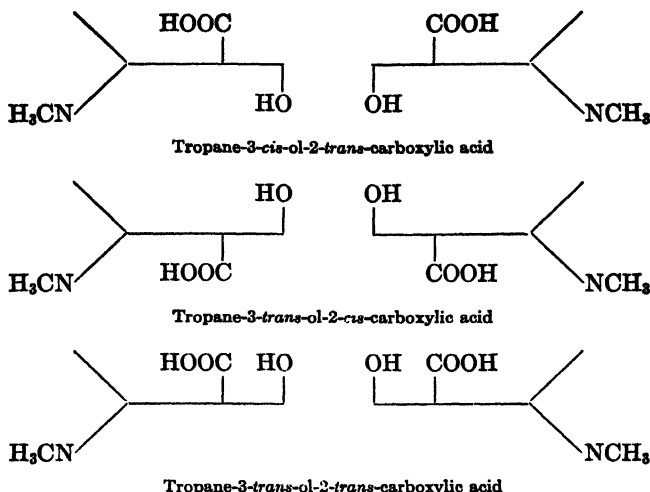 HOOC COOH
HO OH
H₃CN NCH₃
Tropane-3-cis-ol-2-trans-carboxylic acid
HO OH
HOOC COOH
H₃CN NCH₃
Tropane-3-trans-ol-2-cis-carboxylic acid
HOOC HO OH COOH
H₃CN NCH₃
Tropane-3-trans-ol-2-trans-carboxylic acid